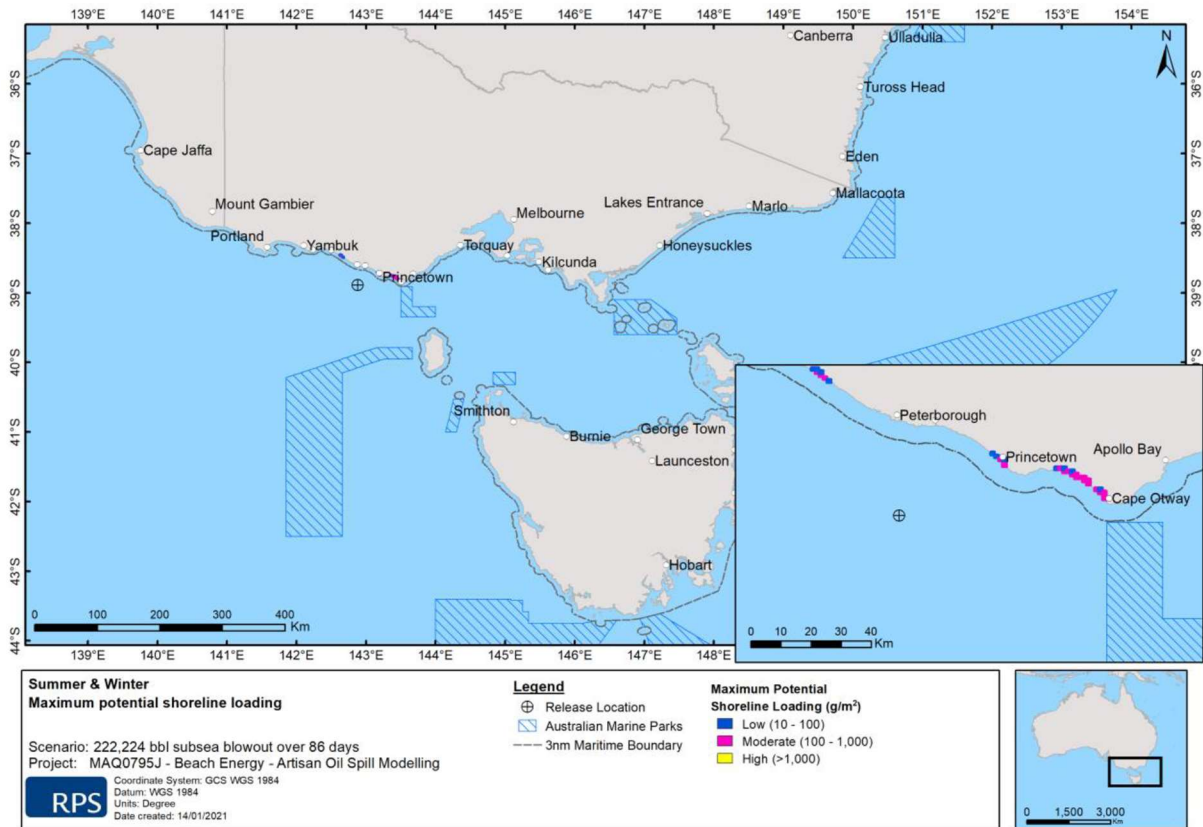 139°E 140°E 141°E 142°E 143°E 144°E 145°E 146°E 147°E 148°E 149°E 150°E 151°E 152°E 153°E 154°E
Canberra
Ulladulla
N
36°S
36°S
Tuross Head
37°S
Cape Jaffa
Eden
37°S
Mallacoota
Mount Gambier
Melbourne
Lakes Entrance
Marlo
38°S
38°S
Portland
Yambuk
Torquay
Honeysuckles
Kilcunda
Princetown
39°S
39°S
40°S
40°S
Smithton
Burnie
George Town
41°S
Launceston
42°S
43°S
Hobart
44°S
0 100 200 300 400
Km
139°E 140°E 141°E 142°E 143°E 144°E 145°E 146°E 147°E 148°E
Peterborough
Princetown
Apollo Bay
Cape Otway
0 10 20 30 40
Km
Summer & Winter
Maximum potential shoreline loading
Scenario: 222,224 bbl subsea blowout over 86 days
Project: MAQ0795J - Beach Energy - Artisan Oil Spill Modelling
RPS
Coordinate System: GCS WGS 1984
Datum: WGS 1984
Units: Degree
Date created: 14/01/2021
Legend
Release Location
Australian Marine Parks
3nm Maritime Boundary
Maximum Potential
Shoreline Loading (g/m²)
Low (10 - 100)
Moderate (100 - 1,000)
High (>1,000)
0 1,500 3,000
Km